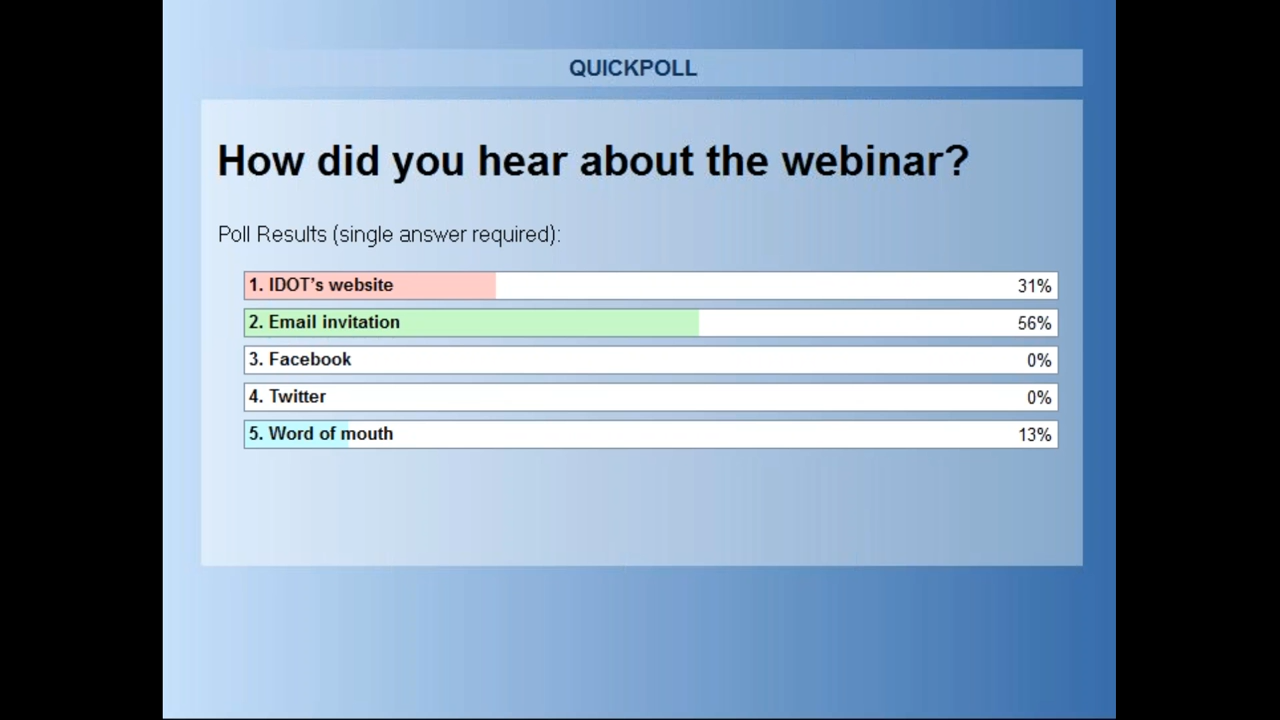 QUICKPOLL
How did you hear about the webinar?
Poll Results (single answer required):
1. IDOT’s website 31%
2. Email invitation 56%
3. Facebook 0%
4. Twitter 0%
5. Word of mouth 13%